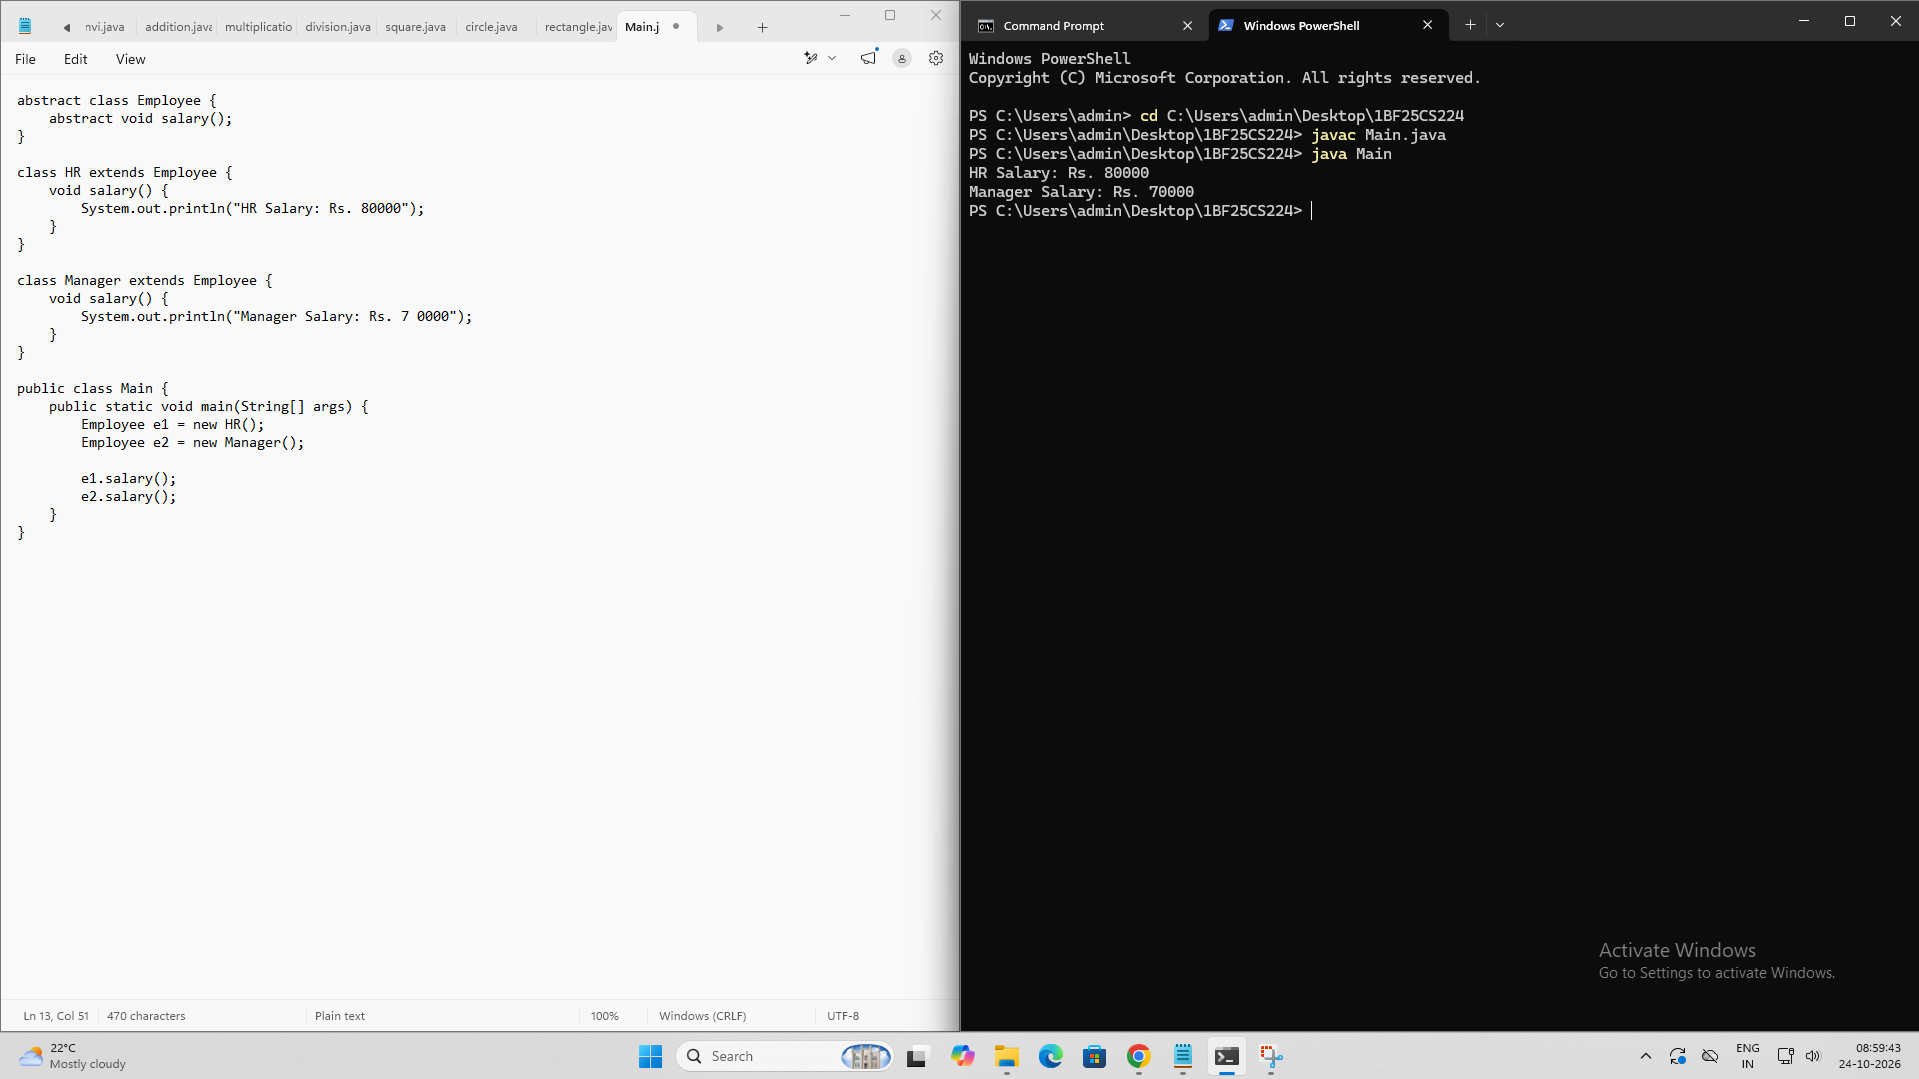 nvi.java addition.java multiplicatio division.java square.java circle.java rectangle.jav Main.j
File Edit View
abstract class Employee {
    abstract void salary();
}
class HR extends Employee {
    void salary() {
        System.out.println("HR Salary: Rs. 80000");
    }
}
class Manager extends Employee {
    void salary() {
        System.out.println("Manager Salary: Rs. 7 0000");
    }
}
public class Main {
    public static void main(String[] args) {
        Employee e1 = new HR();
        Employee e2 = new Manager();
        e1.salary();
        e2.salary();
    }
}
Ln 13, Col 51 470 characters Plain text 100% Windows (CRLF) UTF-8
Command Prompt Windows PowerShell
Windows PowerShell
Copyright (C) Microsoft Corporation. All rights reserved.
PS C:\Users\admin> cd C:\Users\admin\Desktop\1BF25CS224
PS C:\Users\admin\Desktop\1BF25CS224> javac Main.java
PS C:\Users\admin\Desktop\1BF25CS224> java Main
HR Salary: Rs. 80000
Manager Salary: Rs. 70000
PS C:\Users\admin\Desktop\1BF25CS224>
Activate Windows
Go to Settings to activate Windows.
22°C
Mostly cloudy
Search
ENG
IN
08:59:43
24-10-2026